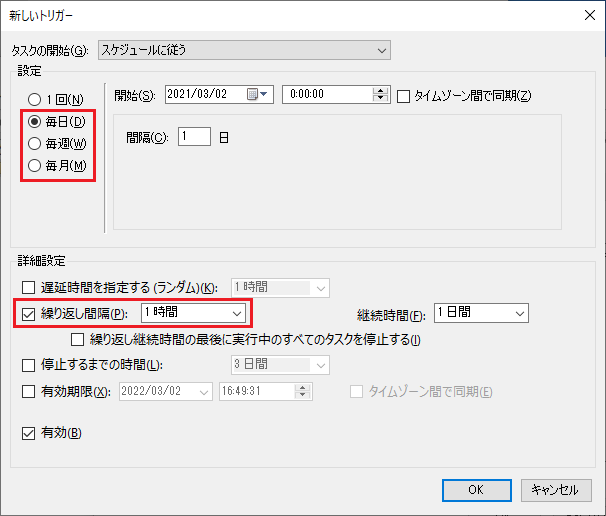 新しいトリガー
タスクの開始(G): スケジュールに従う
設定
1回(N)
毎日(D)
毎週(W)
毎月(M)
開始(S): 2021/03/02 0:00:00 タイムゾーン間で同期(Z)
間隔(C): 1 日
詳細設定
遅延時間を指定する (ランダム)(K): 1 時間
繰り返し間隔(P): 1 時間 継続時間(F): 1 日間
繰り返し継続時間の最後に実行中のすべてのタスクを停止する(I)
停止するまでの時間(L): 3 日間
有効期限(X): 2022/03/02 16:49:31 タイムゾーン間で同期(E)
有効(B)
OK キャンセル